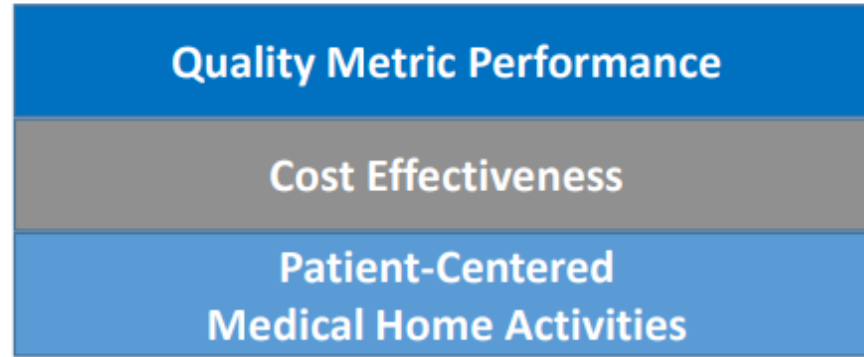 Quality Metric Performance
Cost Effectiveness
Patient-Centered
Medical Home Activities